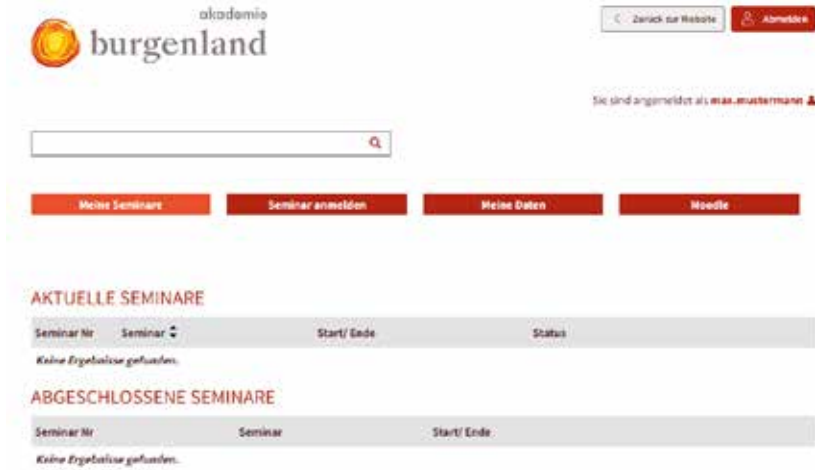 akademie
burgenland
Zurück zur Website
Abmelden
Sie sind angemeldet als max.mustermann
Meine Seminare
Seminar anmelden
Meine Daten
Moodle
AKTUELLE SEMINARE
Seminar Nr Seminar Start/ Ende Status
Keine Ergebnisse gefunden.
ABGESCHLOSSENE SEMINARE
Seminar Nr Seminar Start/ Ende
Keine Ergebnisse gefunden.